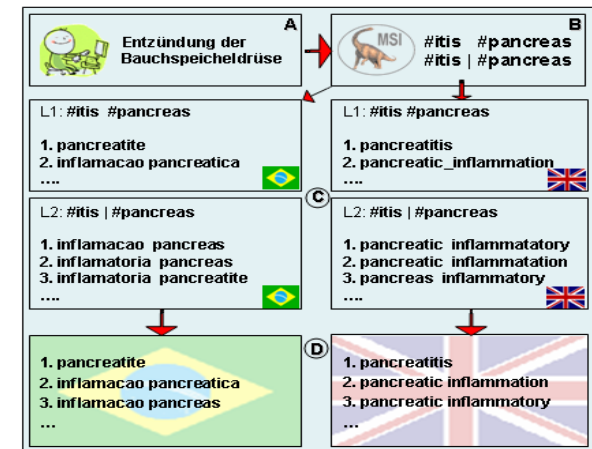 A
Entzündung der
Bauchspeicheldrüse
B
MSI
#itis #pancreas
#itis | #pancreas
L1: #itis #pancreas
1. pancreatite
2. inflamacao pancreatica
....
L1: #itis #pancreas
1. pancreatitis
2. pancreatic_inflammation
....
C
L2: #itis | #pancreas
1. inflamacao pancreas
2. inflamatoria pancreas
3. inflamatoria pancreatite
....
L2: #itis | #pancreas
1. pancreatic inflammatatory
2. pancreatic inflammatation
3. pancreas inflammatory
....
D
1. pancreatite
2. inflamacao pancreatica
3. inflamacao pancreas
...
1. pancreatitis
2. pancreatic inflammation
3. pancreatic inflammatory
...